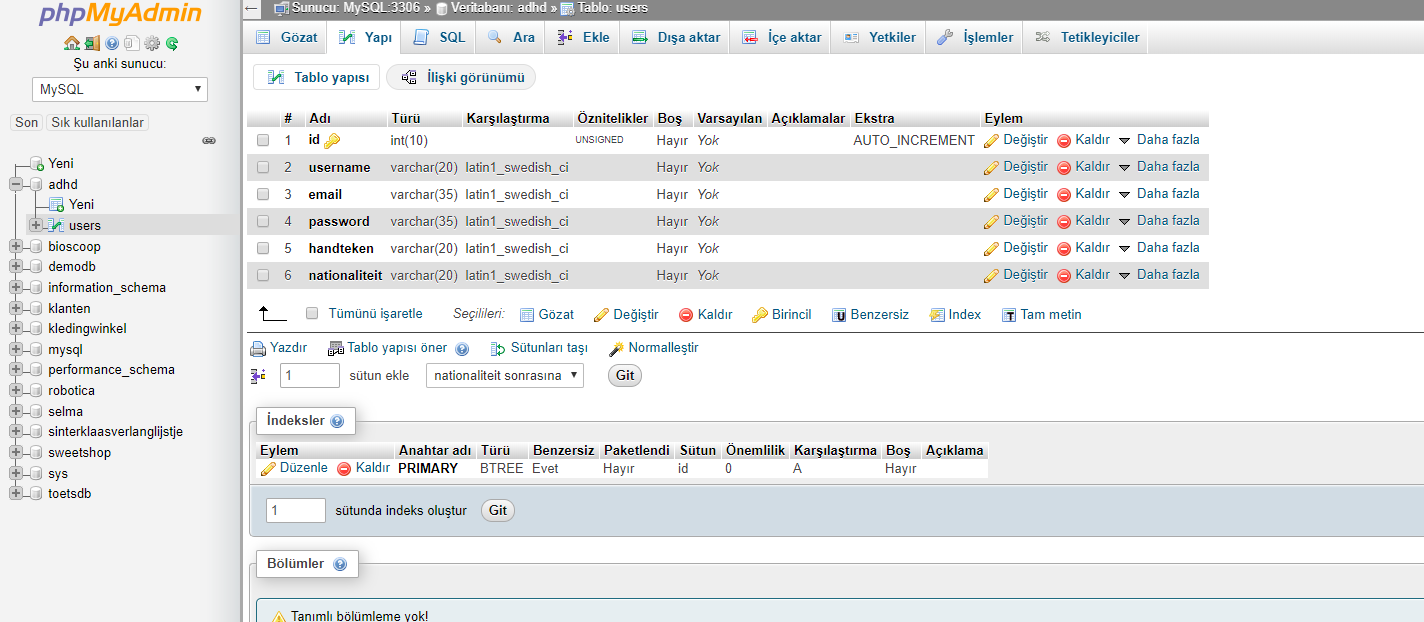 phpMyAdmin
Şu anki sunucu:
MySQL
Son Sık kullanılanlar
Yeni
adhd
Yeni
users
bioscoop
demodb
information_schema
klanten
kledingwinkel
mysql
performance_schema
robotica
selma
sinterklaasverlanglijstje
sweetshop
sys
toetsdb
Sunucu: MySQL:3306 » Veritabanı: adhd » Tablo: users
Gözat Yapı SQL Ara Ekle Dışa aktar İçe aktar Yetkiler İşlemler Tetikleyiciler
Tablo yapısı İlişki görünümü
# Adı Türü Karşılaştırma Öznitelikler Boş Varsayılan Açıklamalar Ekstra Eylem
1 id int(10) UNSIGNED Hayır Yok AUTO_INCREMENT Değiştir Kaldır Daha fazla
2 username varchar(20) latin1_swedish_ci Hayır Yok Değiştir Kaldır Daha fazla
3 email varchar(35) latin1_swedish_ci Hayır Yok Değiştir Kaldır Daha fazla
4 password varchar(35) latin1_swedish_ci Hayır Yok Değiştir Kaldır Daha fazla
5 handteken varchar(20) latin1_swedish_ci Hayır Yok Değiştir Kaldır Daha fazla
6 nationaliteit varchar(20) latin1_swedish_ci Hayır Yok Değiştir Kaldır Daha fazla
Tümünü işaretle Seçilileri: Gözat Değiştir Kaldır Birincil Benzersiz Index Tam metin
Yazdır Tablo yapısı öner Sütunları taşı Normalleştir
1 sütun ekle nationaliteit sonrasına Git
İndeksler
Eylem Anahtar adı Türü Benzersiz Paketlendi Sütun Önemlilik Karşılaştırma Boş Açıklama
Düzenle Kaldır PRIMARY BTREE Evet Hayır id 0 A Hayır
1 sütunda indeks oluştur Git
Bölümler
Tanımlı bölümleme yok!